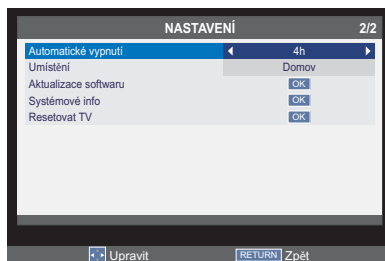 NASTAVENÍ 2/2
Automatické vypnutí 4h
Umístění Domov
Aktualizace softwaru OK
Systémové info OK
Resetovat TV OK
Upravit RETURN Zpět